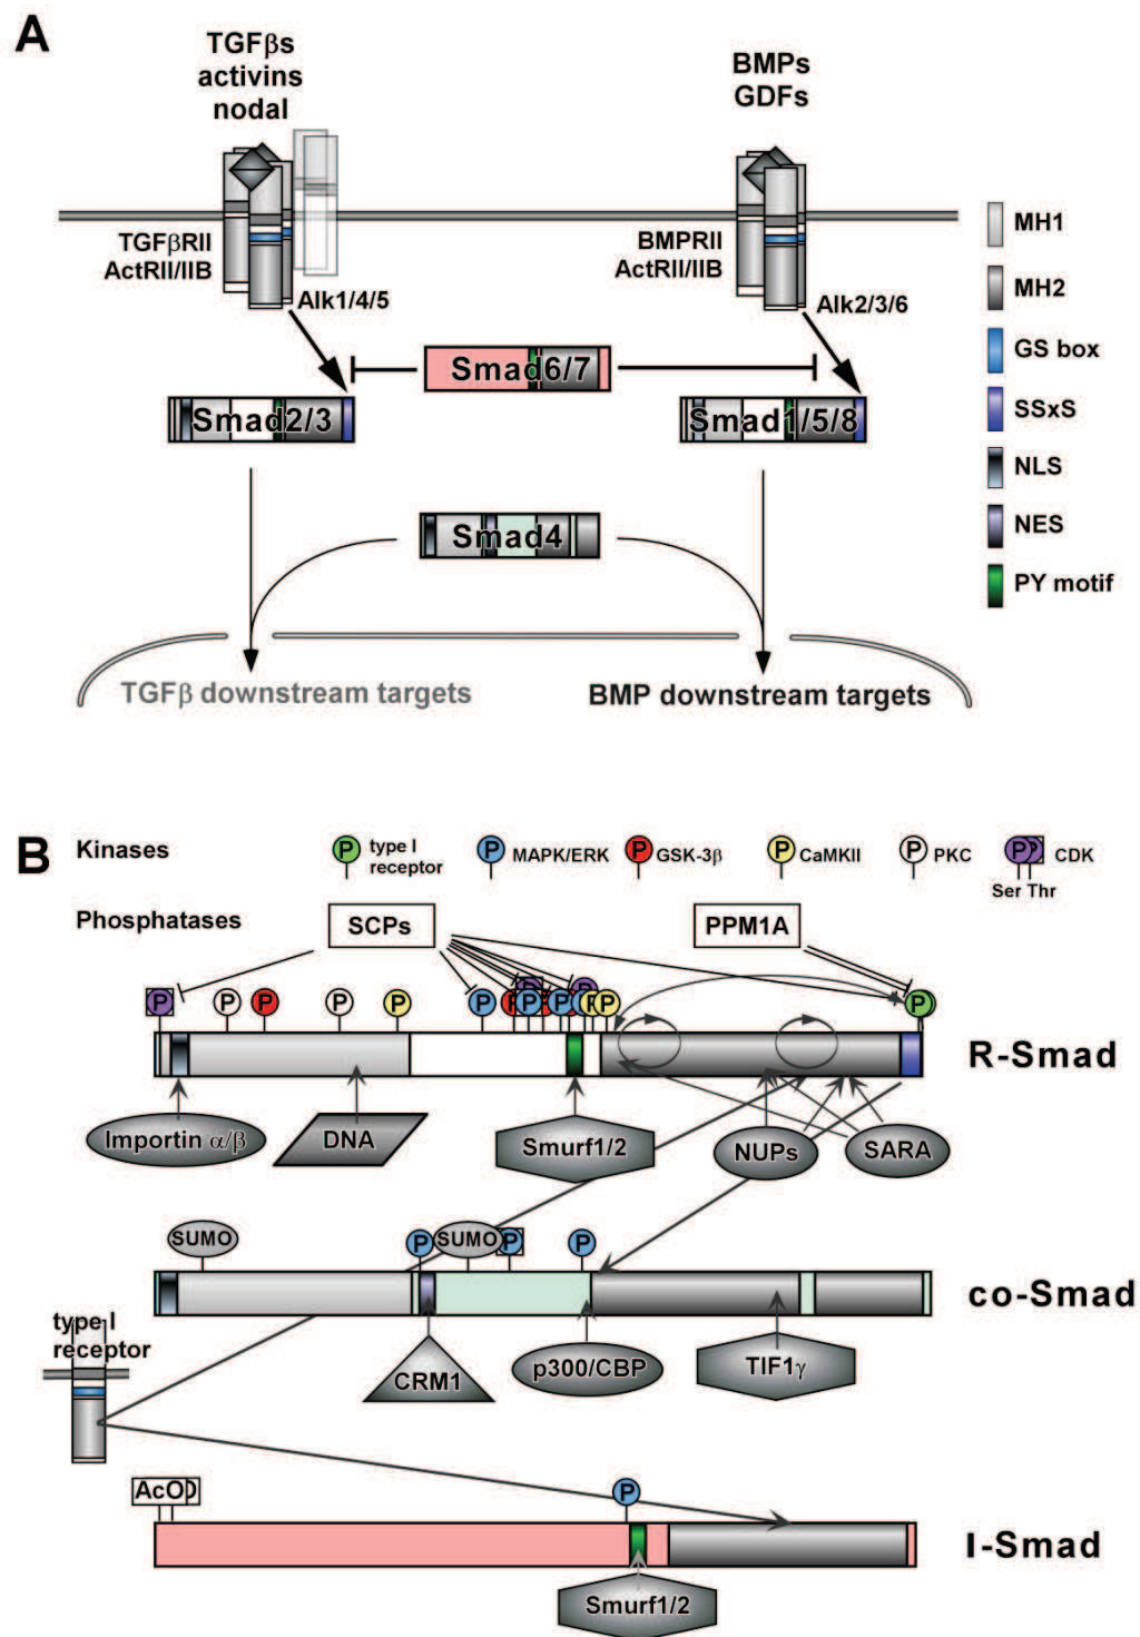 A
TGFβs
activins
nodal
BMPs
GDFs
TGFβRII
ActRII/IIB
Alk1/4/5
BMPRII
ActRII/IIB
Alk2/3/6
MH1
MH2
GS box
SSxS
NLS
NES
PY motif
Smad6/7
Smad2/3
Smad1/5/8
Smad4
TGFβ downstream targets
BMP downstream targets
B
Kinases
P type I
receptor
P MAPK/ERK
P GSK-3β
P CaMKII
P PKC
P CDK
Ser Thr
Phosphatases
SCPs
PPM1A
P P P P P P P P P P P P P
R-Smad
Importin α/β
DNA
Smurf1/2
NUPs
SARA
SUMO
P SUMO P P
co-Smad
type I
receptor
CRM1
p300/CBP
TIF1γ
AcO
P
I-Smad
Smurf1/2